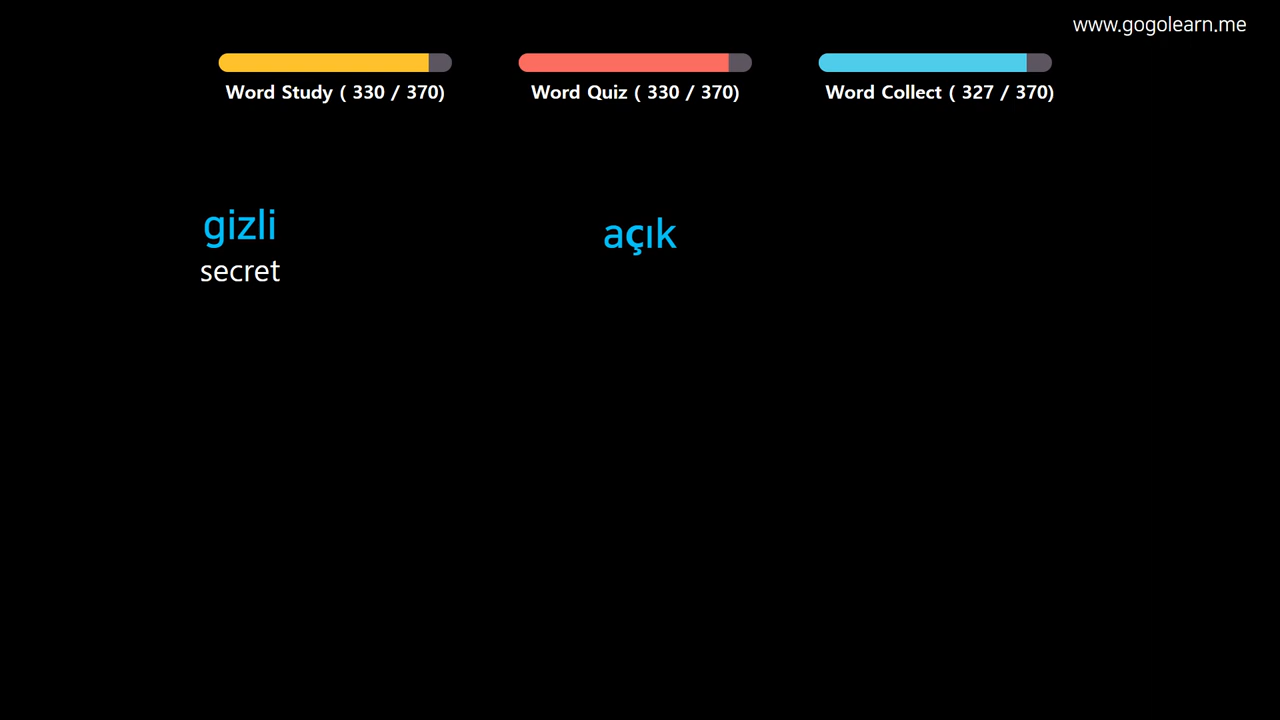 www.gogolearn.me
Word Study ( 330 / 370)
Word Quiz ( 330 / 370)
Word Collect ( 327 / 370)
gizli
secret
açık